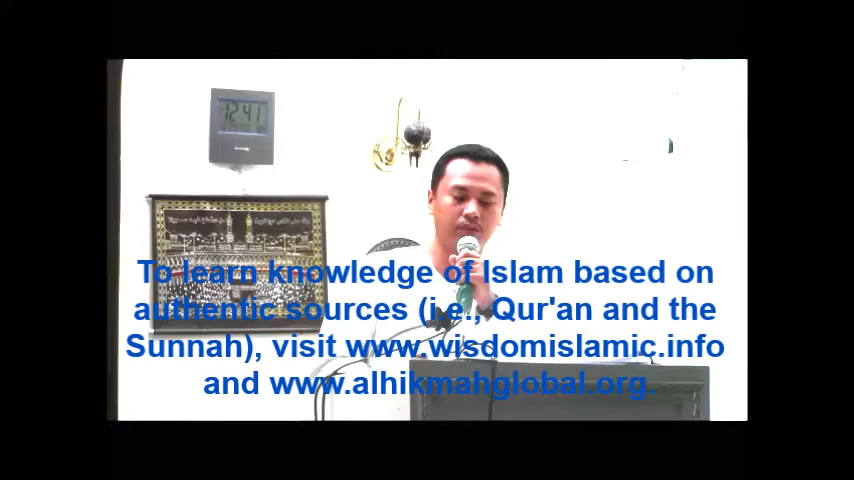 12:41
To learn knowledge of Islam based on
authentic sources (i.e., Qur'an and the
Sunnah), visit www.wisdomislamic.info
and www.alhikmahglobal.org.